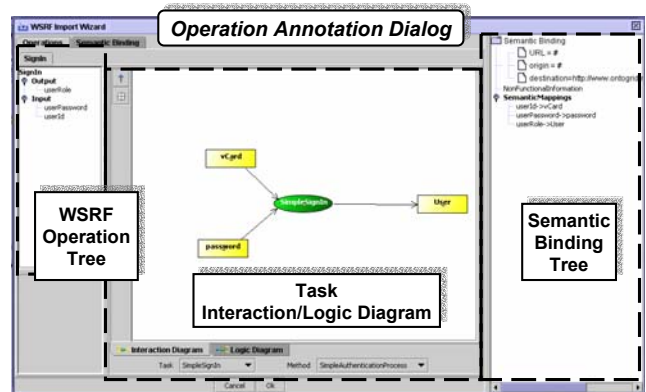 WSRF Import Wizard
Operation Annotation Dialog
Operations Semantic Binding
SignIn
SignIn
Output
userRole
Input
userPassword
userId
WSRF
Operation
Tree
vCard
SimpleSignIn
User
password
Task
Interaction/Logic Diagram
Interaction Diagram Logic Diagram
Task SimpleSignIn Method SimpleAuthenticationProcess
Cancel Ok
Semantic Binding
URL = #
origin = #
destination=http://www.ontogrid
NonFunctionalInformation
SemanticMappings
userId->vCard
userPassword->password
userRole->User
Semantic
Binding
Tree